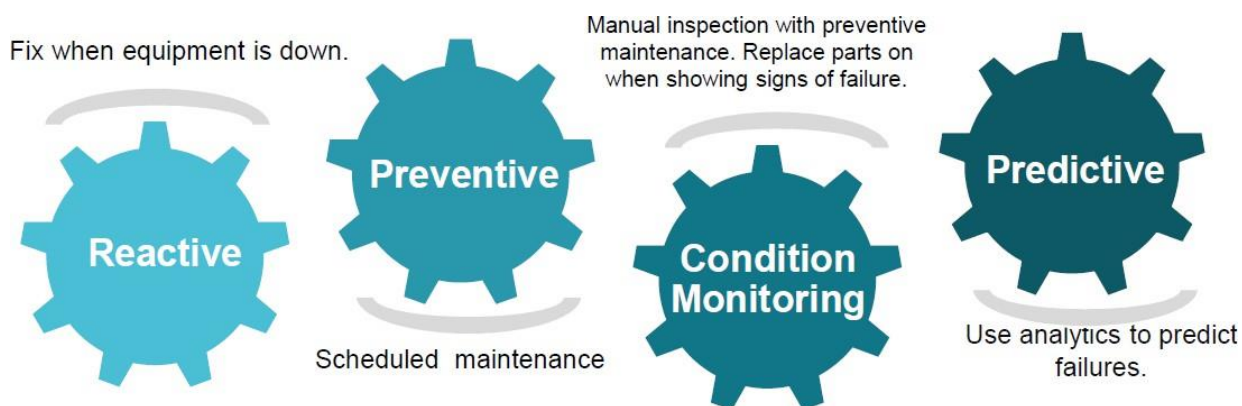 Fix when equipment is down.
Reactive
Preventive
Scheduled maintenance
Manual inspection with preventive
maintenance. Replace parts on
when showing signs of failure.
Condition
Monitoring
Predictive
Use analytics to predict
failures.